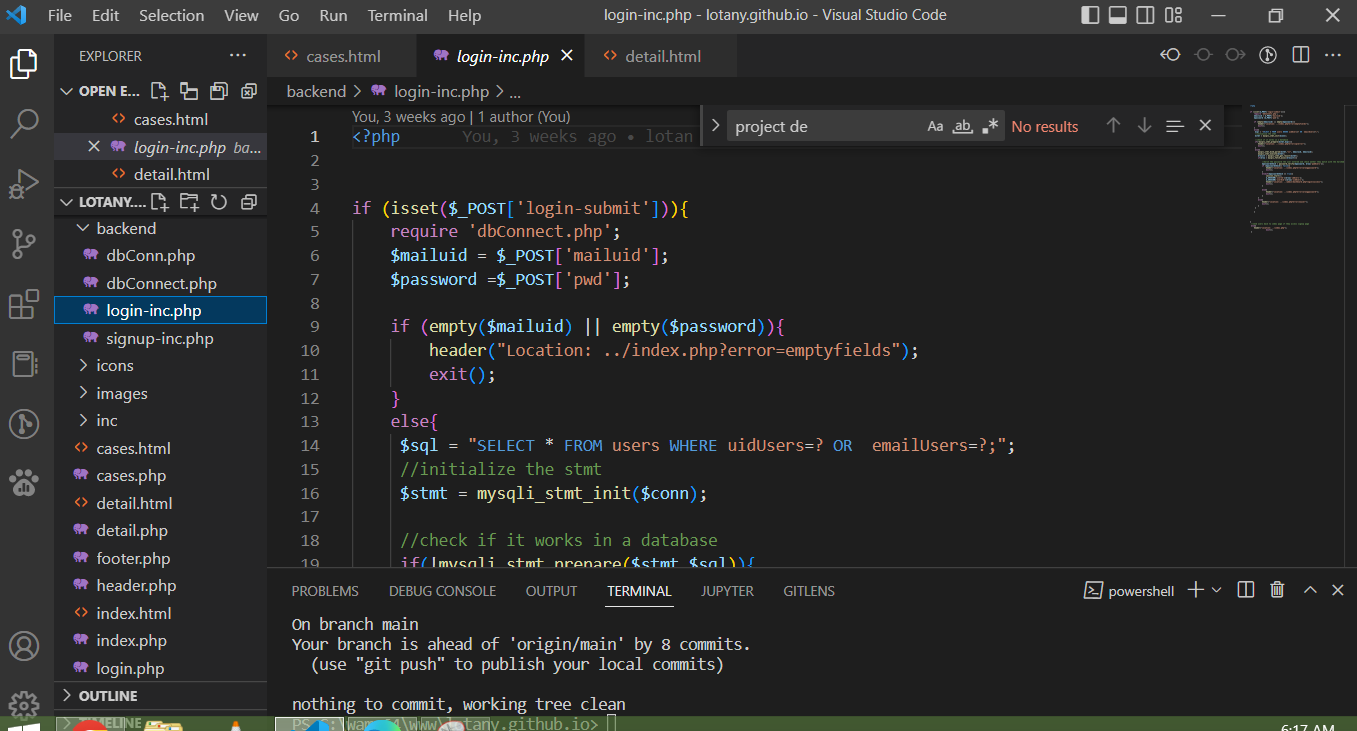 File Edit Selection View Go Run Terminal Help
login-inc.php - lotany.github.io - Visual Studio Code
EXPLORER
OPEN E...
cases.html
login-inc.php ba...
detail.html
LOTANY....
backend
dbConn.php
dbConnect.php
login-inc.php
signup-inc.php
icons
images
inc
cases.html
cases.php
detail.html
detail.php
footer.php
header.php
index.html
index.php
login.php
OUTLINE
TIMELINE
cases.html login-inc.php detail.html
backend > login-inc.php > ...
project de
Aa ab .* No results
You, 3 weeks ago | 1 author (You)
1 <?php You, 3 weeks ago • lotan
2
3
4 if (isset($_POST['login-submit'])){
5 require 'dbConnect.php';
6 $mailuid = $_POST['mailuid'];
7 $password =$_POST['pwd'];
8
9 if (empty($mailuid) || empty($password)){
10 header("Location: ../index.php?error=emptyfields");
11 exit();
12 }
13 else{
14 $sql = "SELECT * FROM users WHERE uidUsers=? OR  emailUsers=?;";
15 //initialize the stmt
16 $stmt = mysqli_stmt_init($conn);
17
18 //check if it works in a database
19 if(!mysqli_stmt_prepare($stmt,$sql)){
PROBLEMS DEBUG CONSOLE OUTPUT TERMINAL JUPYTER GITLENS
powershell
On branch main
Your branch is ahead of 'origin/main' by 8 commits.
(use "git push" to publish your local commits)
nothing to commit, working tree clean
6:17 AM